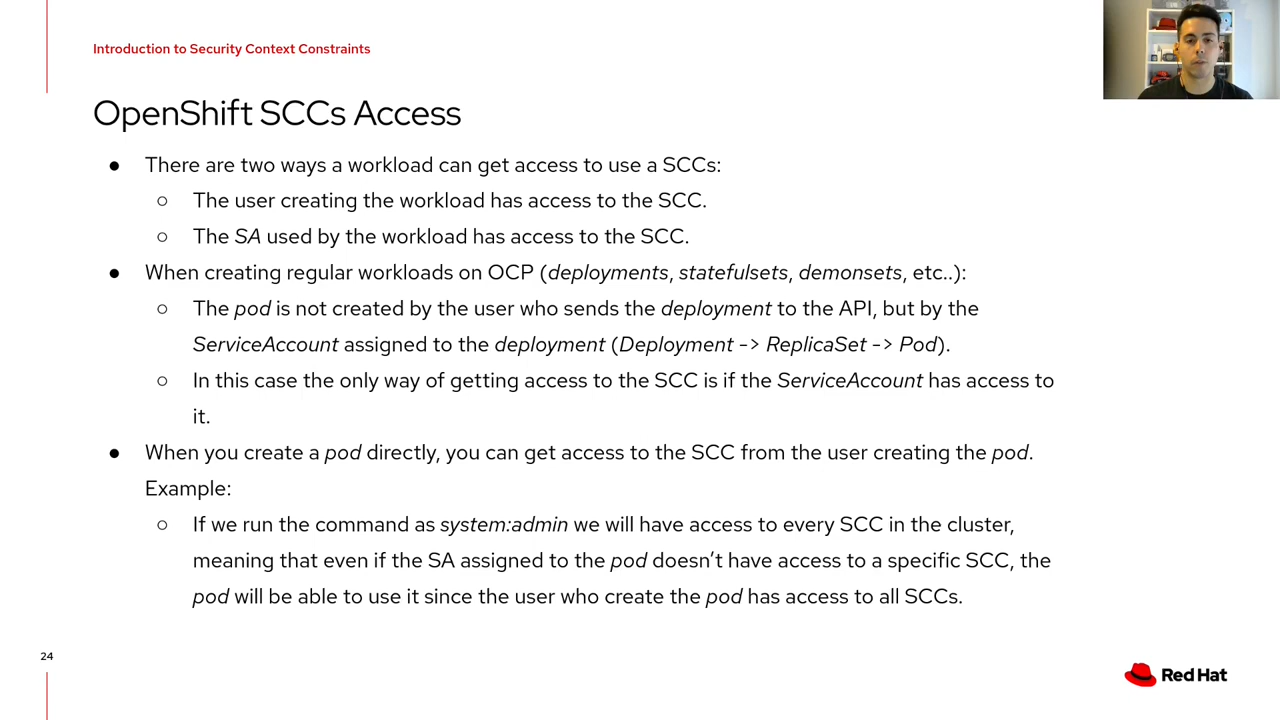 Introduction to Security Context Constraints
OpenShift SCCs Access
● There are two ways a workload can get access to use a SCCs:
○ The user creating the workload has access to the SCC.
○ The SA used by the workload has access to the SCC.
● When creating regular workloads on OCP (deployments, statefulsets, demonsets, etc..):
○ The pod is not created by the user who sends the deployment to the API, but by the
ServiceAccount assigned to the deployment (Deployment -> ReplicaSet -> Pod).
○ In this case the only way of getting access to the SCC is if the ServiceAccount has access to
it.
● When you create a pod directly, you can get access to the SCC from the user creating the pod.
Example:
○ If we run the command as system:admin we will have access to every SCC in the cluster,
meaning that even if the SA assigned to the pod doesn’t have access to a specific SCC, the
pod will be able to use it since the user who create the pod has access to all SCCs.
24
Red Hat